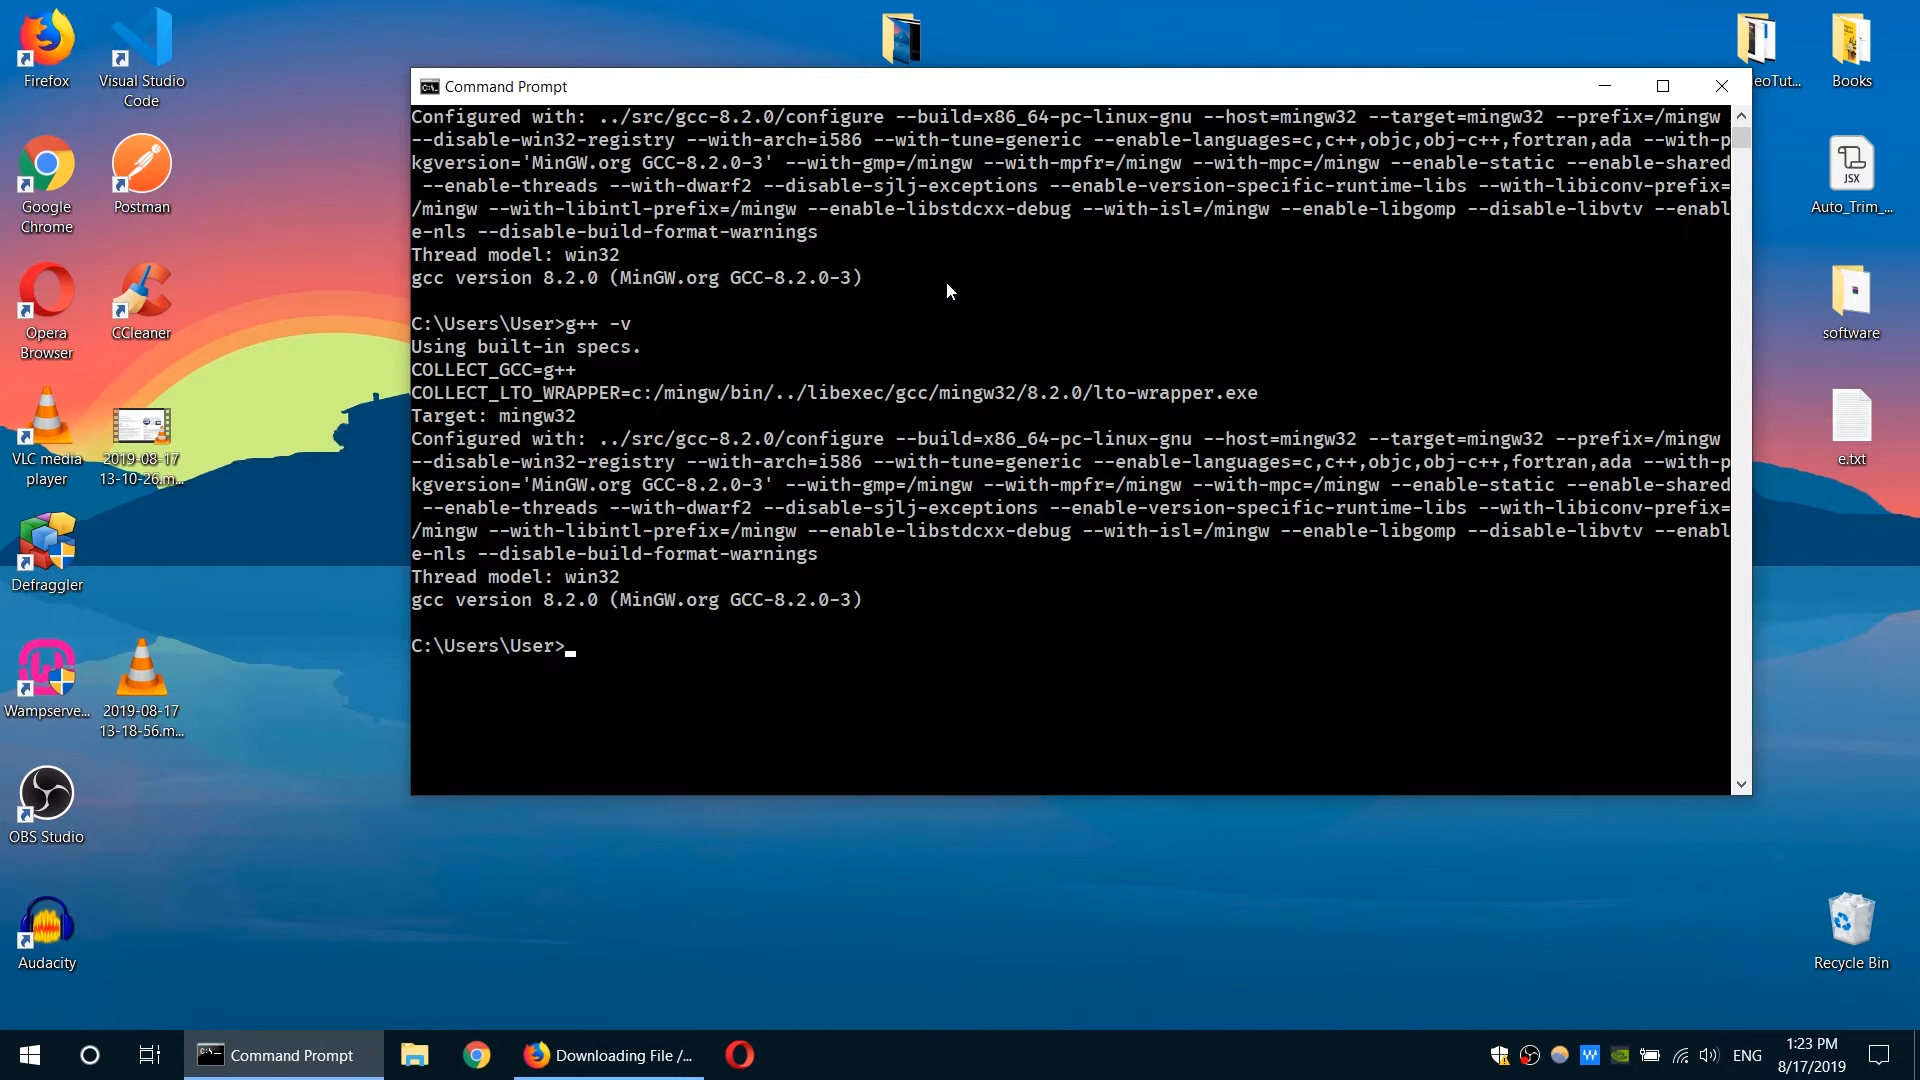 Firefox
Visual Studio
Code
eoTut...
Books
Google
Chrome
Postman
JSX
Auto_Trim_...
Opera
Browser
CCleaner
software
VLC media
player
2019-08-17
13-10-26.m...
e.txt
Defraggler
Wampserve...
2019-08-17
13-18-56.m...
OBS Studio
Audacity
Recycle Bin
Command Prompt
Configured with: ../src/gcc-8.2.0/configure --build=x86_64-pc-linux-gnu --host=mingw32 --target=mingw32 --prefix=/mingw
--disable-win32-registry --with-arch=i586 --with-tune=generic --enable-languages=c,c++,objc,obj-c++,fortran,ada --with-p
kgversion='MinGW.org GCC-8.2.0-3' --with-gmp=/mingw --with-mpfr=/mingw --with-mpc=/mingw --enable-static --enable-shared
--enable-threads --with-dwarf2 --disable-sjlj-exceptions --enable-version-specific-runtime-libs --with-libiconv-prefix=
/mingw --with-libintl-prefix=/mingw --enable-libstdcxx-debug --with-isl=/mingw --enable-libgomp --disable-libvtv --enabl
e-nls --disable-build-format-warnings
Thread model: win32
gcc version 8.2.0 (MinGW.org GCC-8.2.0-3)
C:\Users\User>g++ -v
Using built-in specs.
COLLECT_GCC=g++
COLLECT_LTO_WRAPPER=c:/mingw/bin/../libexec/gcc/mingw32/8.2.0/lto-wrapper.exe
Target: mingw32
Configured with: ../src/gcc-8.2.0/configure --build=x86_64-pc-linux-gnu --host=mingw32 --target=mingw32 --prefix=/mingw
--disable-win32-registry --with-arch=i586 --with-tune=generic --enable-languages=c,c++,objc,obj-c++,fortran,ada --with-p
kgversion='MinGW.org GCC-8.2.0-3' --with-gmp=/mingw --with-mpfr=/mingw --with-mpc=/mingw --enable-static --enable-shared
--enable-threads --with-dwarf2 --disable-sjlj-exceptions --enable-version-specific-runtime-libs --with-libiconv-prefix=
/mingw --with-libintl-prefix=/mingw --enable-libstdcxx-debug --with-isl=/mingw --enable-libgomp --disable-libvtv --enabl
e-nls --disable-build-format-warnings
Thread model: win32
gcc version 8.2.0 (MinGW.org GCC-8.2.0-3)
C:\Users\User>
Command Prompt
Downloading File /...
ENG
1:23 PM
8/17/2019